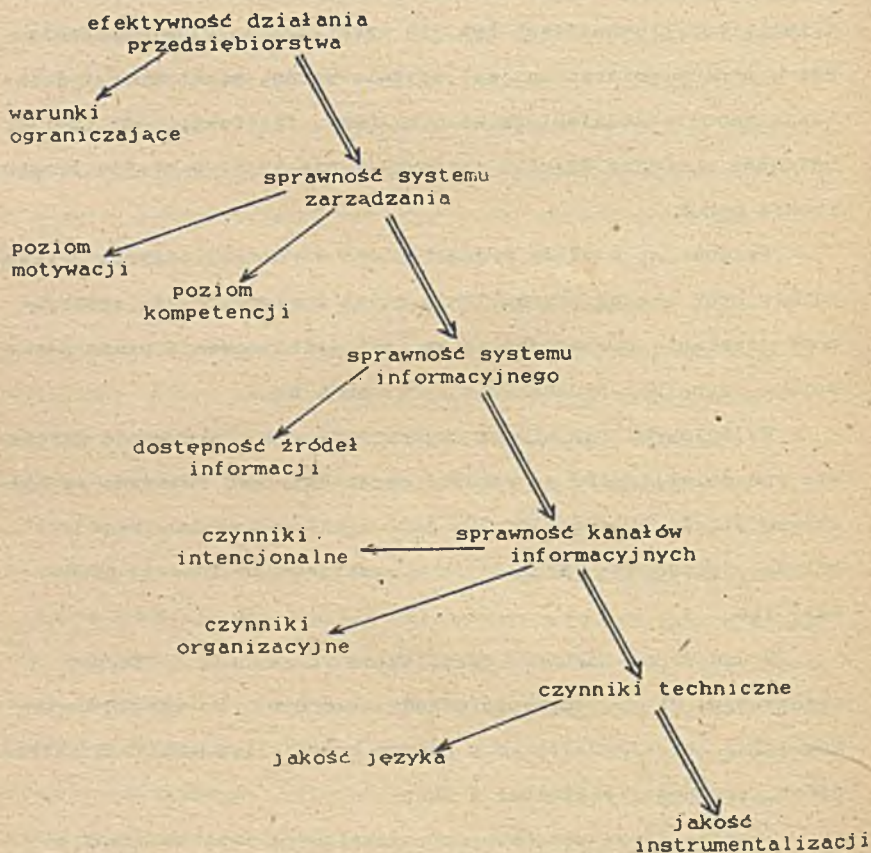 efektywność działania
przedsiębiorstwa
warunki
ograniczające
sprawność systemu
zarządzania
poziom
motywacji
poziom
kompetencji
sprawność systemu
informacyjnego
dostępność źródeł
informacji
czynniki
intencjonalne
sprawność kanałów
informacyjnych
czynniki
organizacyjne
czynniki techniczne
jakość języka
jakość
instrumentalizacji